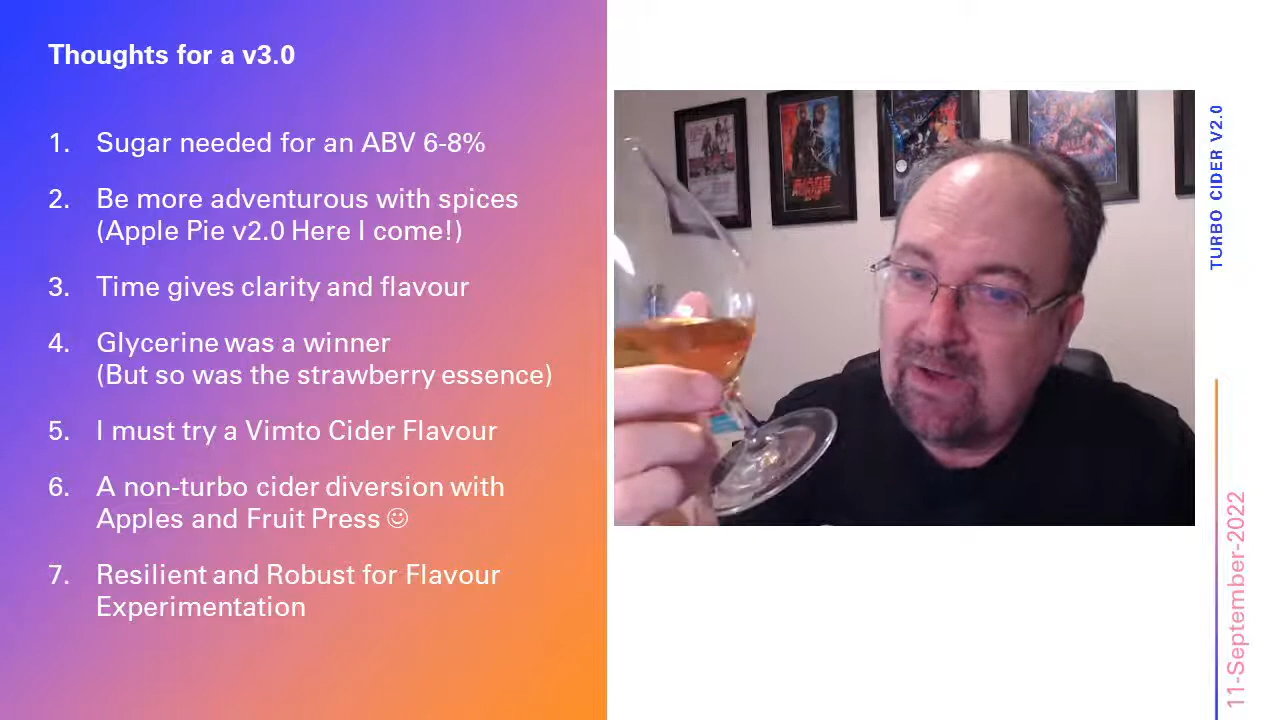 Thoughts for a v3.0
1. Sugar needed for an ABV 6-8%
2. Be more adventurous with spices
(Apple Pie v2.0 Here I come!)
3. Time gives clarity and flavour
4. Glycerine was a winner
(But so was the strawberry essence)
5. I must try a Vimto Cider Flavour
6. A non-turbo cider diversion with
Apples and Fruit Press ☺
7. Resilient and Robust for Flavour
Experimentation
TURBO CIDER V2.0
11-September-2022